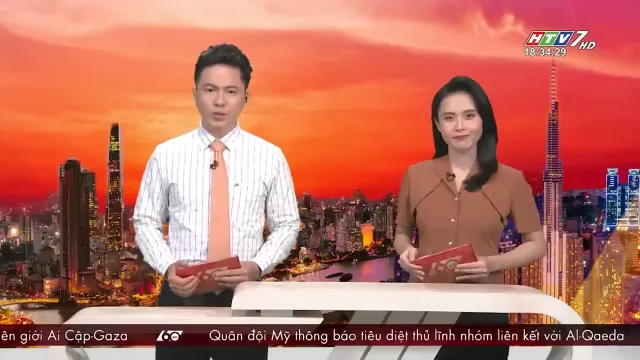 HTV7 HD
18:34:29
ên giới Ai Cập-Gaza 60 Quân đội Mỹ thông báo tiêu diệt thủ lĩnh nhóm liên kết với Al-Qaeda